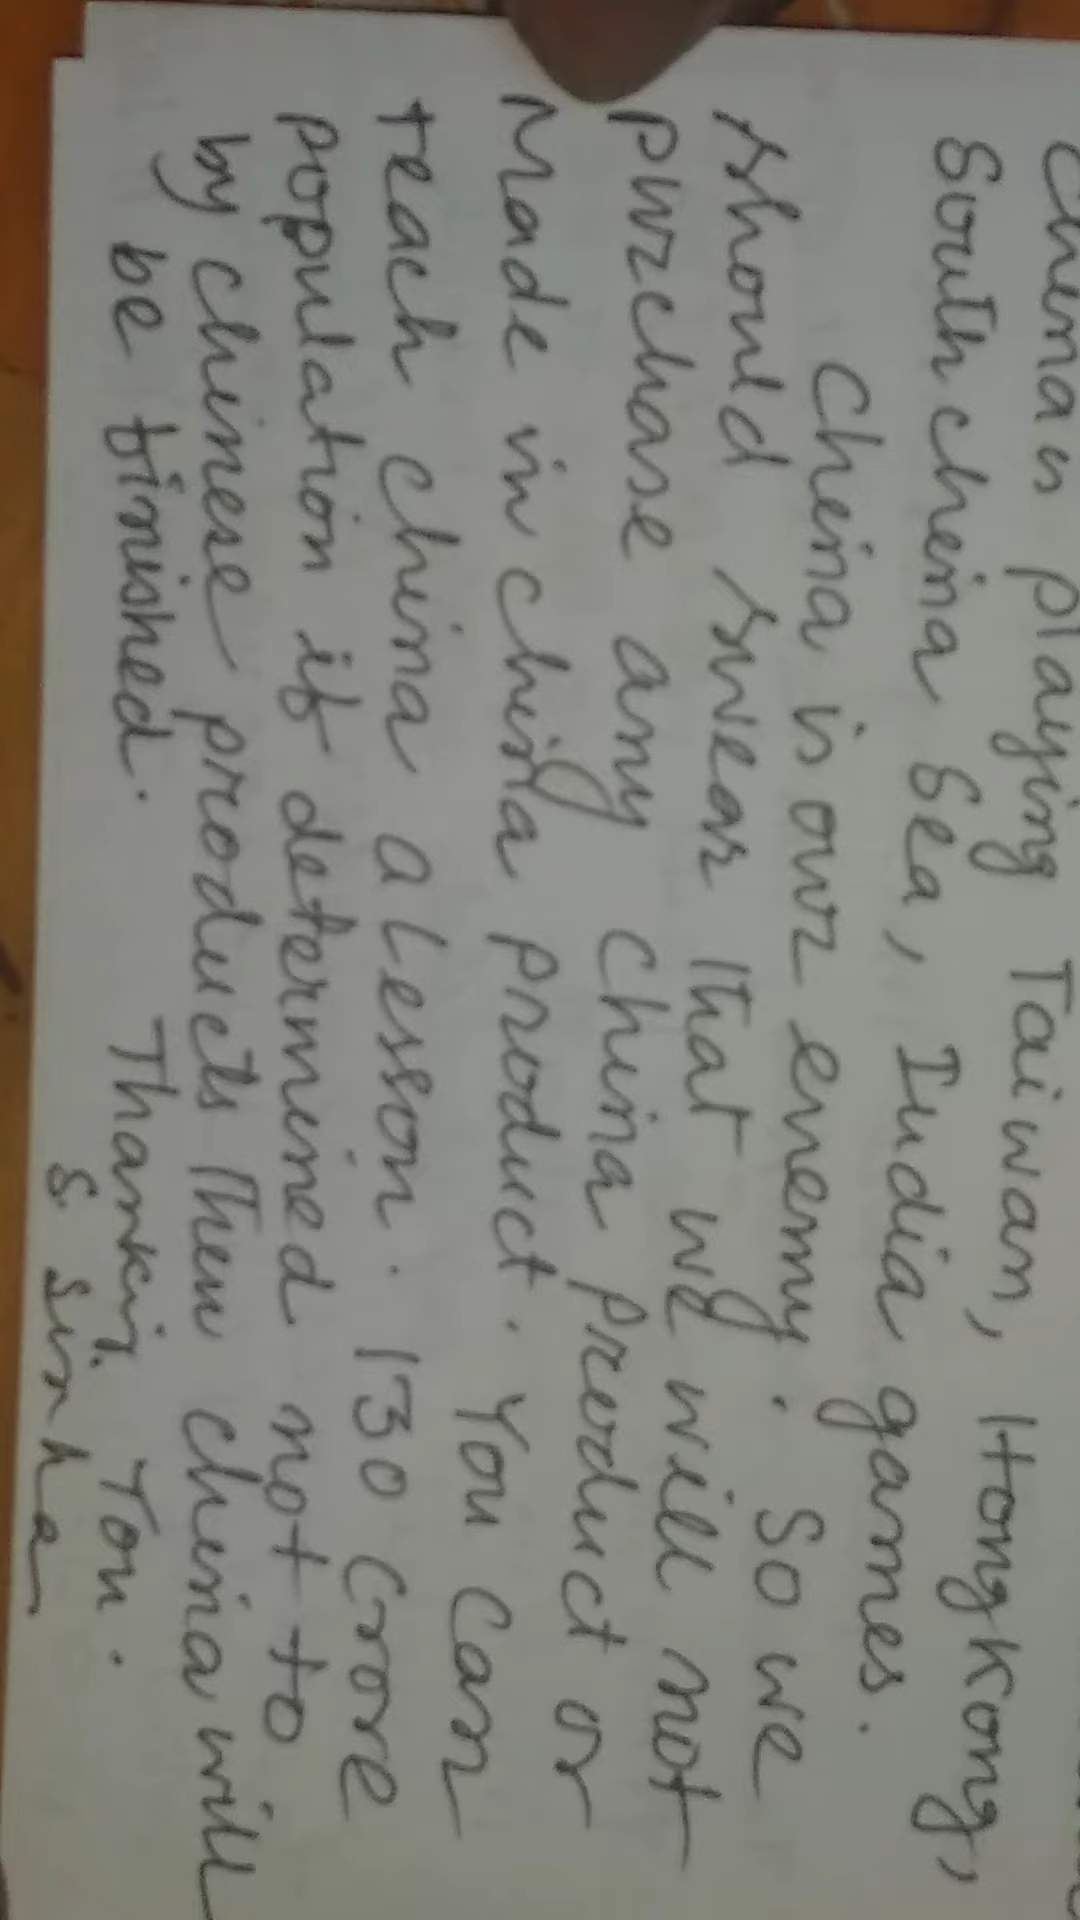 China is playing Taiwan, Hongkong,
South china Sea, India games.
China is our enemy. So we
should swear that we will not
purchase any china product or
Made in china product. You can
teach china a lesson. 130 Crore
population if determined not to
by chinese products then china will
be finished. Thanking You.
S. Sinha